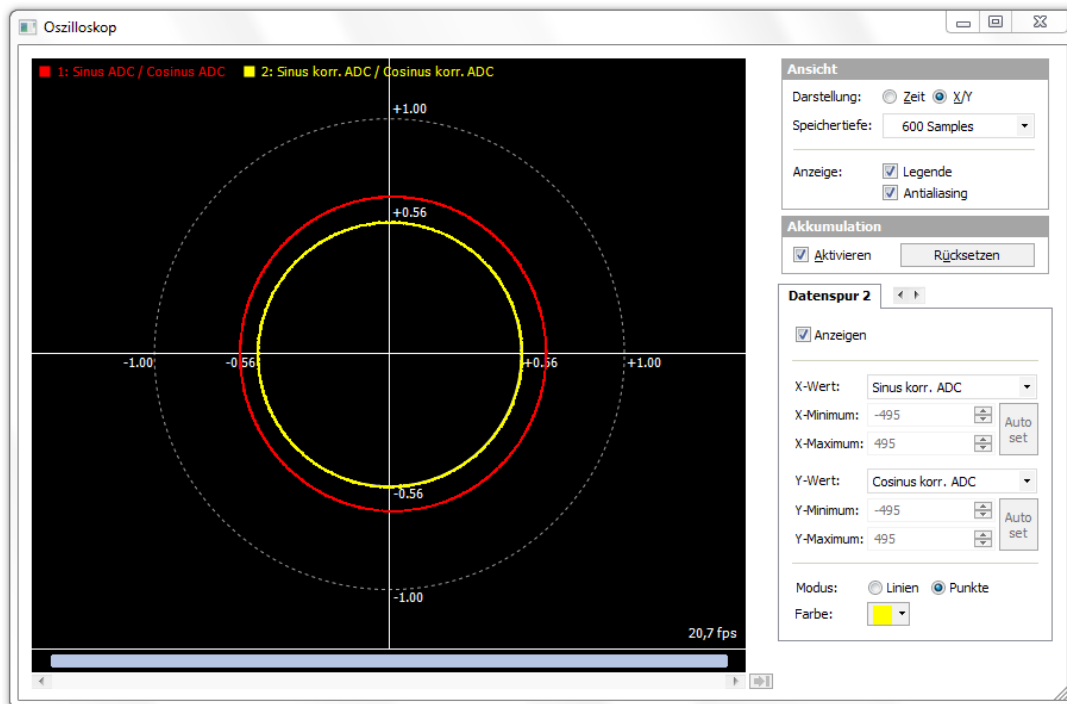 Oszilloskop
1: Sinus ADC / Cosinus ADC 2: Sinus korr. ADC / Cosinus korr. ADC
+1.00
+0.56
-1.00 -0.56 +0.56 +1.00
-0.56
-1.00
20,7 fps
Ansicht
Darstellung: Zeit X/Y
Speichertiefe: 600 Samples
Anzeige: Legende
Antialiasing
Akkumulation
Aktivieren Rücksetzen
Datenspur 2
Anzeigen
X-Wert: Sinus korr. ADC
X-Minimum: -495
X-Maximum: 495
Auto set
Y-Wert: Cosinus korr. ADC
Y-Minimum: -495
Y-Maximum: 495
Auto set
Modus: Linien Punkte
Farbe: